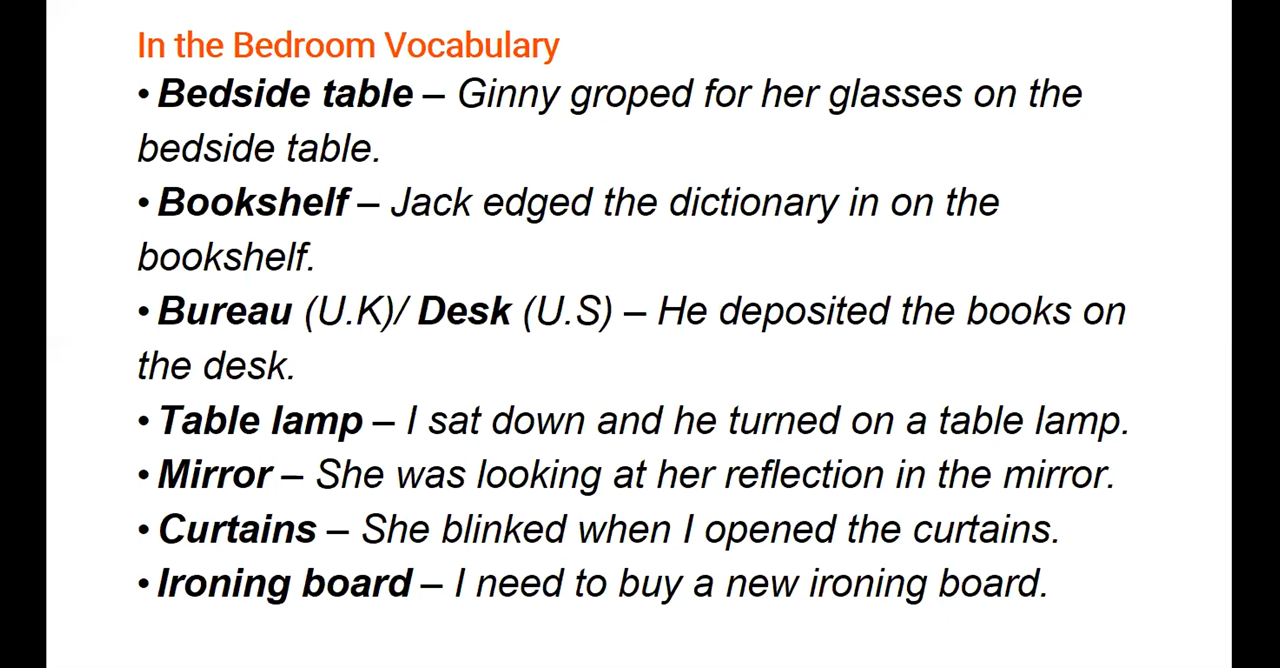 In the Bedroom Vocabulary
• Bedside table – Ginny groped for her glasses on the
bedside table.
• Bookshelf – Jack edged the dictionary in on the
bookshelf.
• Bureau (U.K)/ Desk (U.S) – He deposited the books on
the desk.
• Table lamp – I sat down and he turned on a table lamp.
• Mirror – She was looking at her reflection in the mirror.
• Curtains – She blinked when I opened the curtains.
• Ironing board – I need to buy a new ironing board.